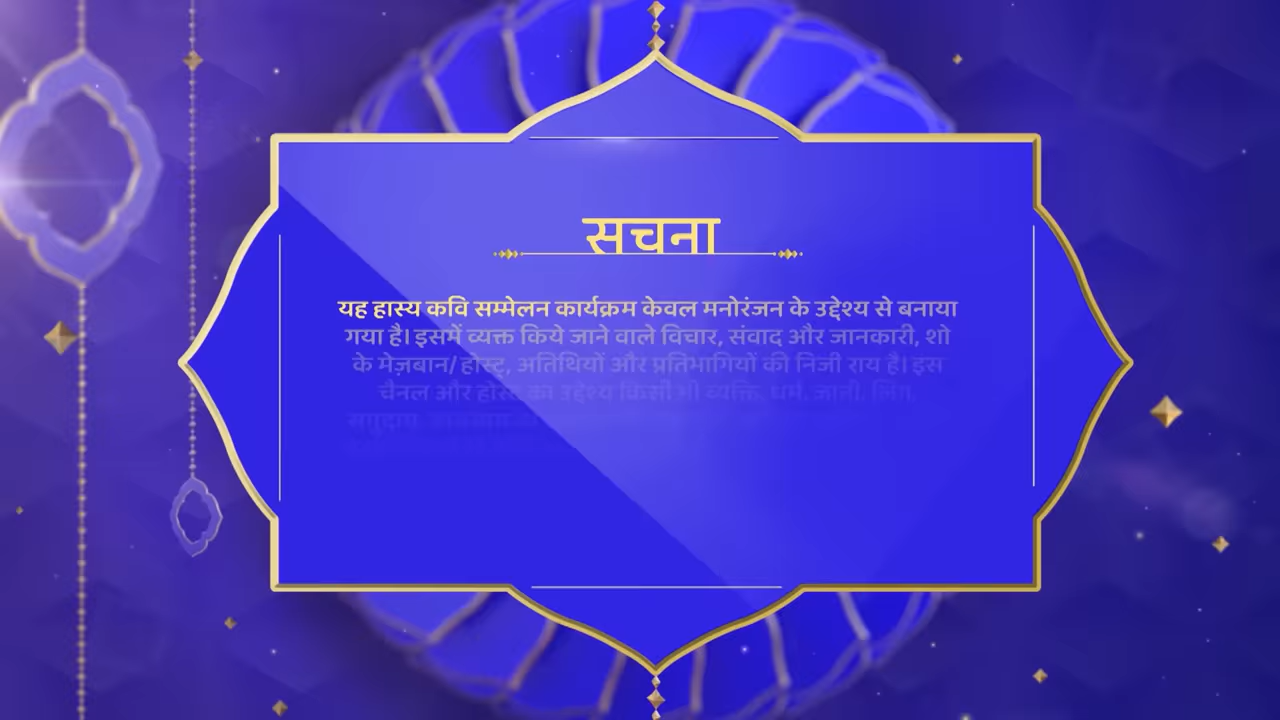 सचना
यह हास्य कवि सम्मेलन कार्यक्रम केवल मनोरंजन के उद्देश्य से बनाया
गया है। इसमें व्यक्त किये जाने वाले विचार, संवाद और जानकारी, शो
के मेज़बान/ होस्ट, अतिथियों और प्रतिभागियों की निजी राय है। इस
चैनल और होस्ट का उद्देश्य किसी भी व्यक्ति, धर्म, जाती, लिंग,